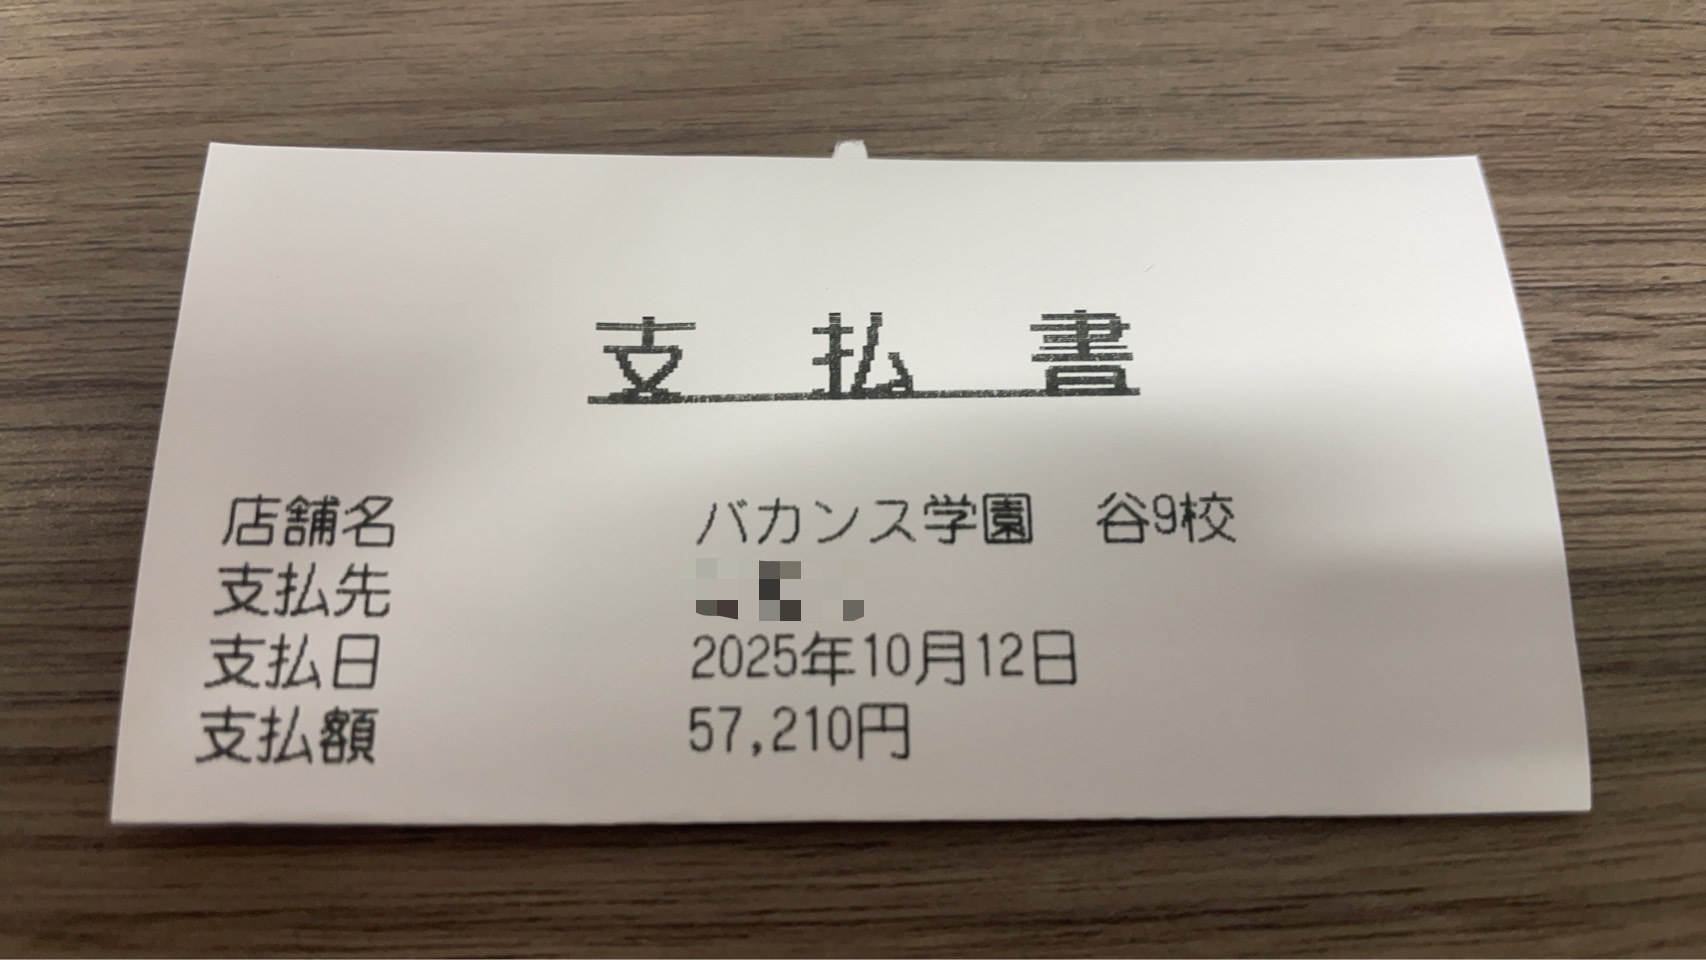 支払書
店舗名 バカンス学園 谷9校
支払先
支払日 2025年10月12日
支払額 57,210円